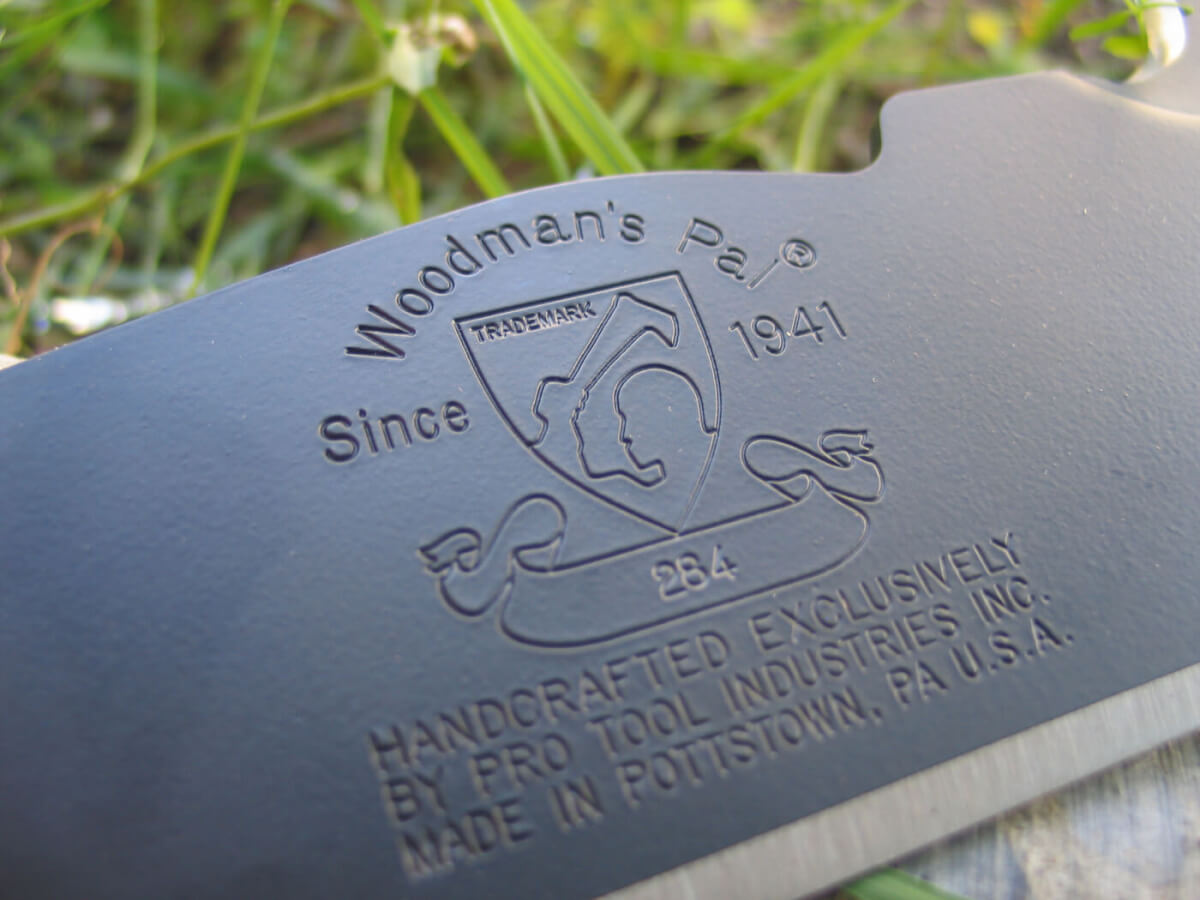 Woodman's Pal®
TRADEMARK
Since 1941
284
HANDCRAFTED EXCLUSIVELY
BY PRO TOOL INDUSTRIES INC.
MADE IN POTTSTOWN, PA U.S.A.